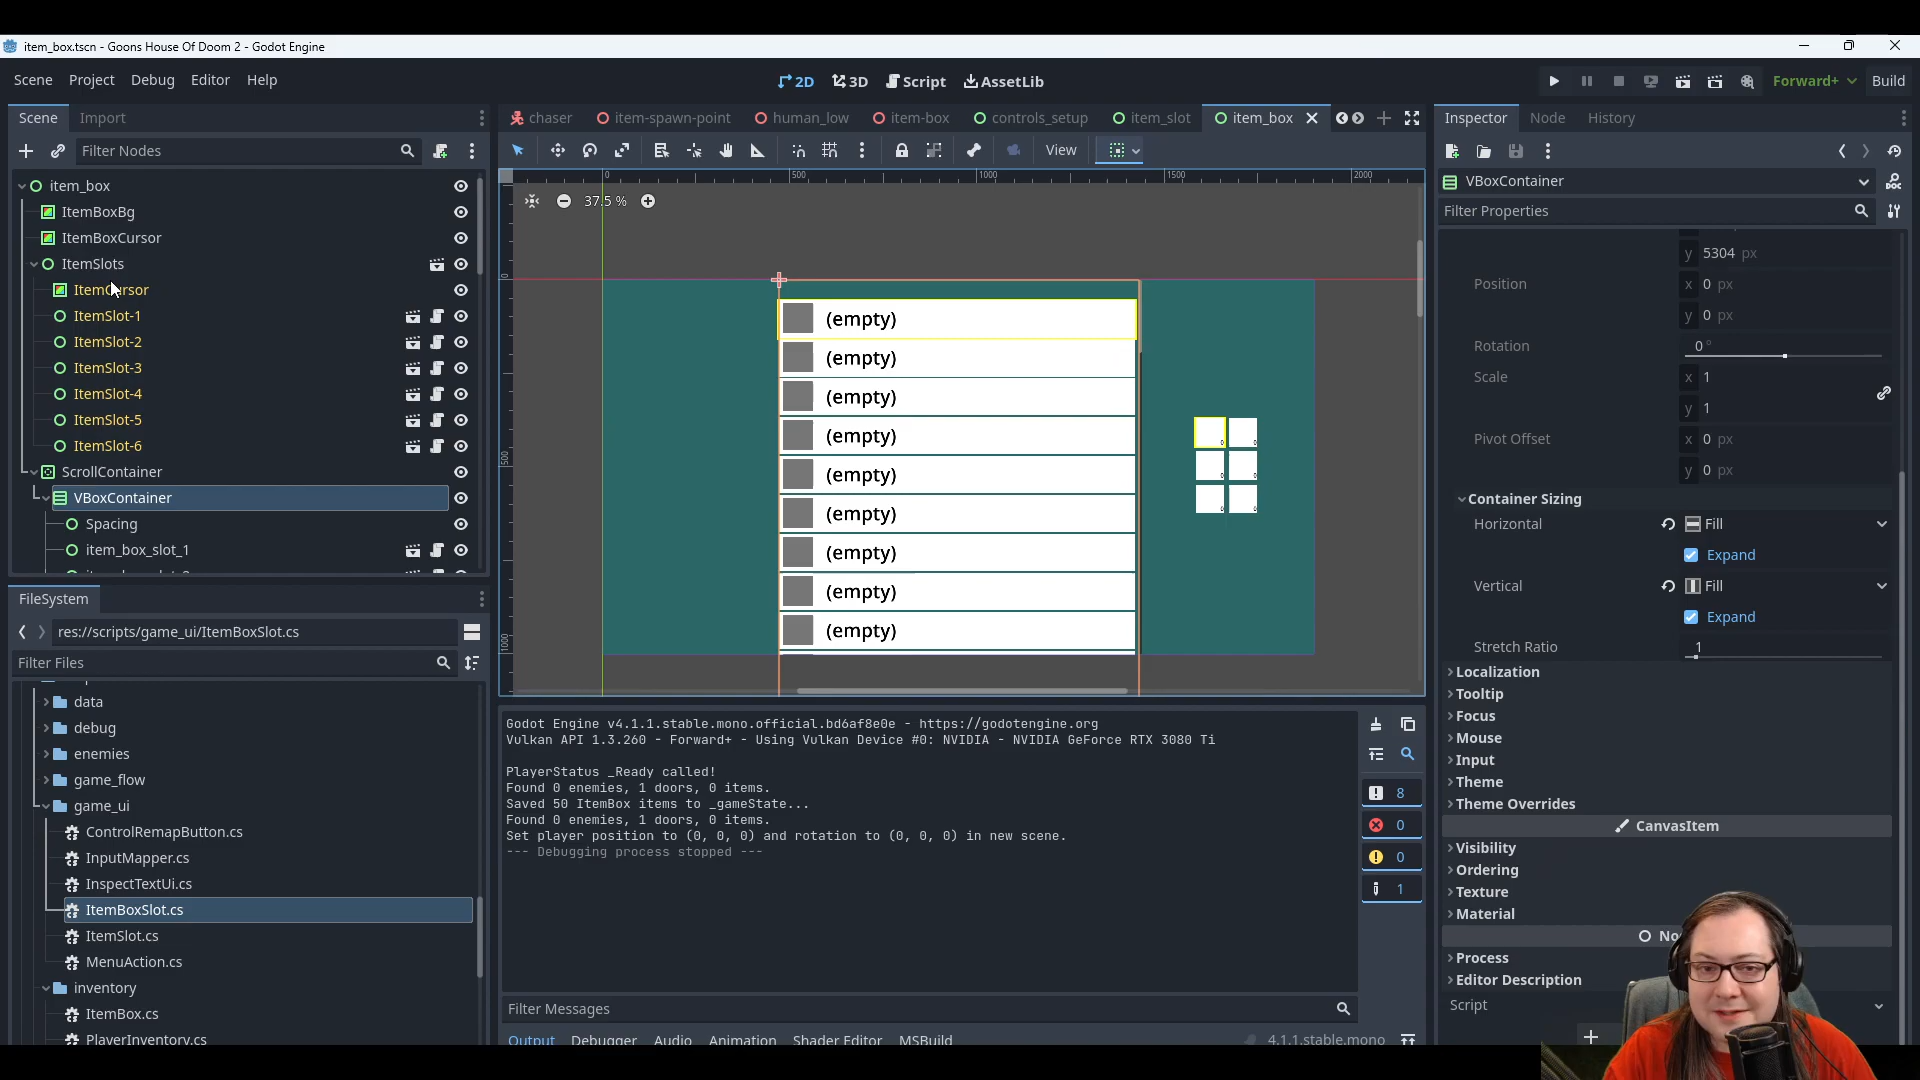 item_box.tscn - Goons House Of Doom 2 - Godot Engine
Scene Project Debug Editor Help
2D 3D Script AssetLib
Forward+ Build
Scene Import
Filter Nodes
item_box
ItemBoxBg
ItemBoxCursor
ItemSlots
ItemCursor
ItemSlot-1
ItemSlot-2
ItemSlot-3
ItemSlot-4
ItemSlot-5
ItemSlot-6
ScrollContainer
VBoxContainer
Spacing
item_box_slot_1
FileSystem
res://scripts/game_ui/ItemBoxSlot.cs
Filter Files
data
debug
enemies
game_flow
game_ui
ControlRemapButton.cs
InputMapper.cs
InspectTextUi.cs
ItemBoxSlot.cs
ItemSlot.cs
MenuAction.cs
inventory
ItemBox.cs
PlayerInventory.cs
chaser item-spawn-point human_low item-box controls_setup item_slot item_box
View
0 500 1000 1500 2000
37.5 %
0
500
1000
(empty)
(empty)
(empty)
(empty)
(empty)
(empty)
(empty)
(empty)
(empty)
0 0
0 0
0 0
Godot Engine v4.1.1.stable.mono.official.bd6af8e0e - https://godotengine.org
Vulkan API 1.3.260 - Forward+ - Using Vulkan Device #0: NVIDIA - NVIDIA GeForce RTX 3080 Ti
PlayerStatus _Ready called!
Found 0 enemies, 1 doors, 0 items.
Saved 50 ItemBox items to _gameState...
Found 0 enemies, 1 doors, 0 items.
Set player position to (0, 0, 0) and rotation to (0, 0, 0) in new scene.
--- Debugging process stopped ---
8
0
0
1
Filter Messages
Output Debugger Audio Animation Shader Editor MSBuild 4.1.1.stable.mono
Inspector Node History
VBoxContainer
DOC
Filter Properties
y 5304 px
Position x 0 px
y 0 px
Rotation 0 °
Scale x 1
y 1
Pivot Offset x 0 px
y 0 px
Container Sizing
Horizontal Fill
Expand
Vertical Fill
Expand
Stretch Ratio 1
Localization
Tooltip
Focus
Mouse
Input
Theme
Theme Overrides
CanvasItem
Visibility
Ordering
Texture
Material
Process
Editor Description
Script